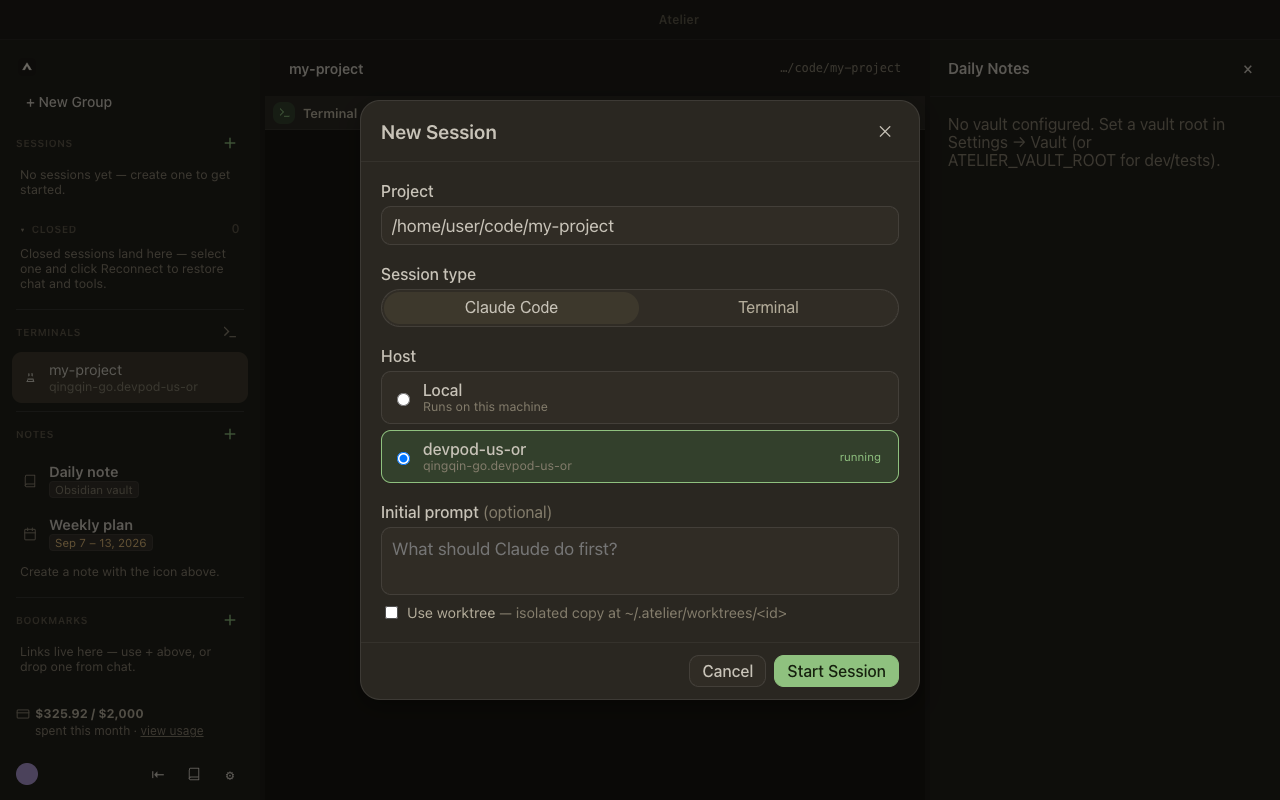 Atelier
+ New Group
SESSIONS
No sessions yet — create one to get
started.
CLOSED 0
Closed sessions land here — select
one and click Reconnect to restore
chat and tools.
TERMINALS
my-project
qingqin-go.devpod-us-or
NOTES
Daily note
Obsidian vault
Weekly plan
Sep 7 – 13, 2026
Create a note with the icon above.
BOOKMARKS
Links live here — use + above, or
drop one from chat.
$325.92 / $2,000
spent this month · view usage
my-project …/code/my-project
Terminal
New Session
Project
/home/user/code/my-project
Session type
Claude Code Terminal
Host
Local
Runs on this machine
devpod-us-or
qingqin-go.devpod-us-or
running
Initial prompt (optional)
What should Claude do first?
Use worktree — isolated copy at ~/.atelier/worktrees/<id>
Cancel Start Session
Daily Notes
No vault configured. Set a vault root in
Settings → Vault (or
ATELIER_VAULT_ROOT for dev/tests).